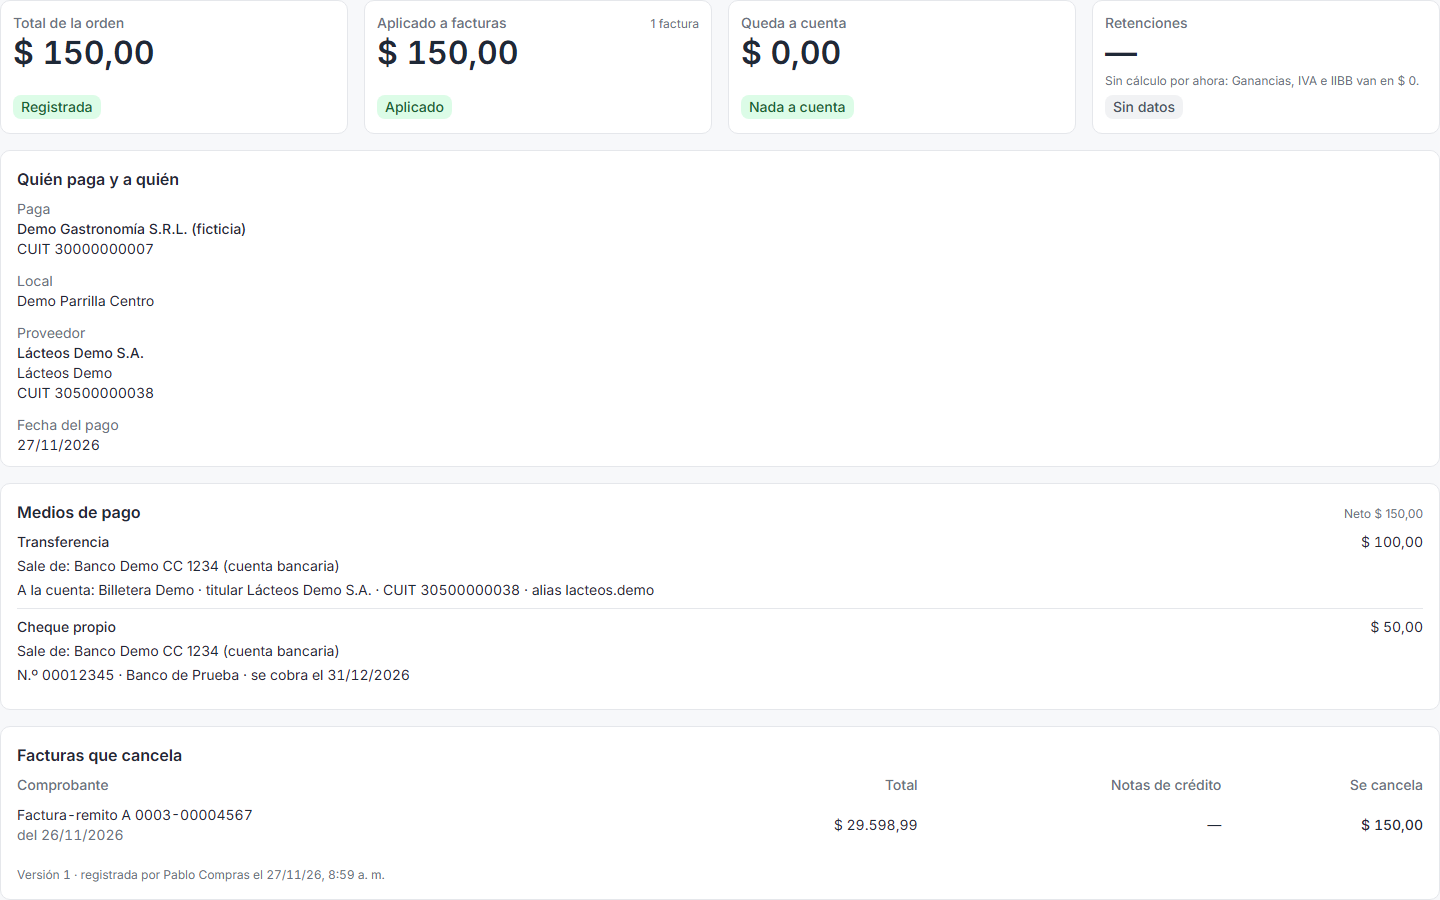 Total de la orden
$ 150,00
Registrada
Aplicado a facturas
1 factura
$ 150,00
Aplicado
Queda a cuenta
$ 0,00
Nada a cuenta
Retenciones
—
Sin cálculo por ahora: Ganancias, IVA e IIBB van en $ 0.
Sin datos
Quién paga y a quién
Paga
Demo Gastronomía S.R.L. (ficticia)
CUIT 30000000007
Local
Demo Parrilla Centro
Proveedor
Lácteos Demo S.A.
Lácteos Demo
CUIT 30500000038
Fecha del pago
27/11/2026
Medios de pago
Neto $ 150,00
Transferencia $ 100,00
Sale de: Banco Demo CC 1234 (cuenta bancaria)
A la cuenta: Billetera Demo · titular Lácteos Demo S.A. · CUIT 30500000038 · alias lacteos.demo
Cheque propio $ 50,00
Sale de: Banco Demo CC 1234 (cuenta bancaria)
N.º 00012345 · Banco de Prueba · se cobra el 31/12/2026
Facturas que cancela
Comprobante Total Notas de crédito Se cancela
Factura-remito A 0003-00004567
del 26/11/2026
$ 29.598,99 — $ 150,00
Versión 1 · registrada por Pablo Compras el 27/11/26, 8:59 a. m.